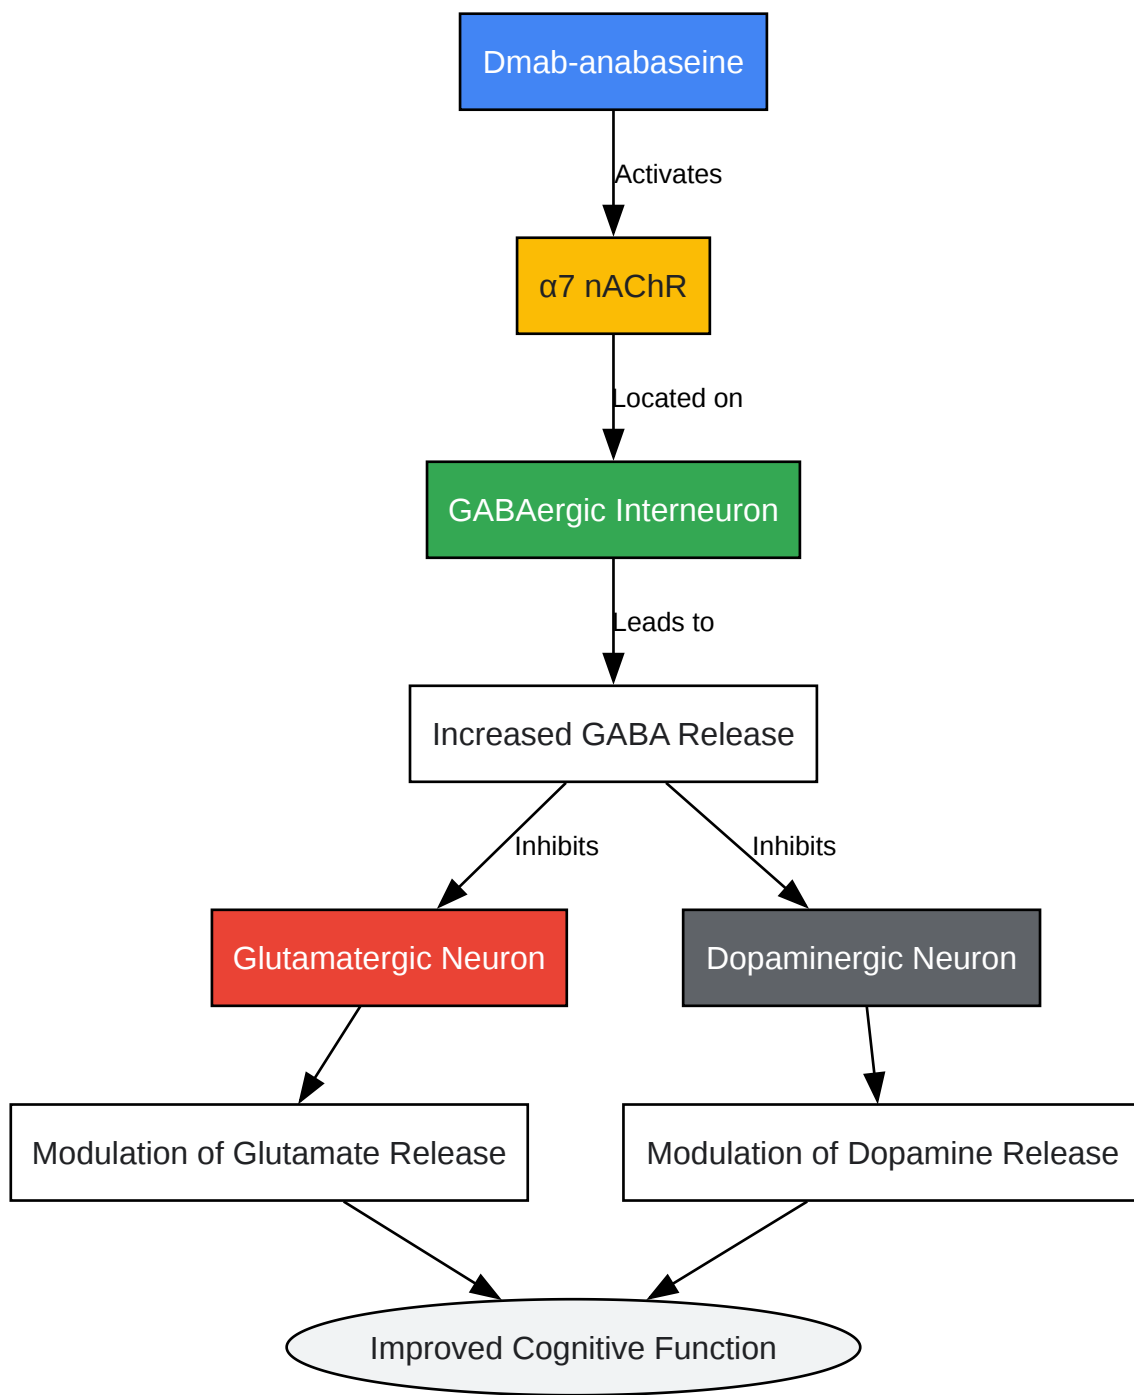 Dmab-anabaseine
Activates
α7 nAChR
Located on
GABAergic Interneuron
Leads to
Increased GABA Release
Inhibits
Inhibits
Glutamatergic Neuron
Dopaminergic Neuron
Modulation of Glutamate Release
Modulation of Dopamine Release
Improved Cognitive Function